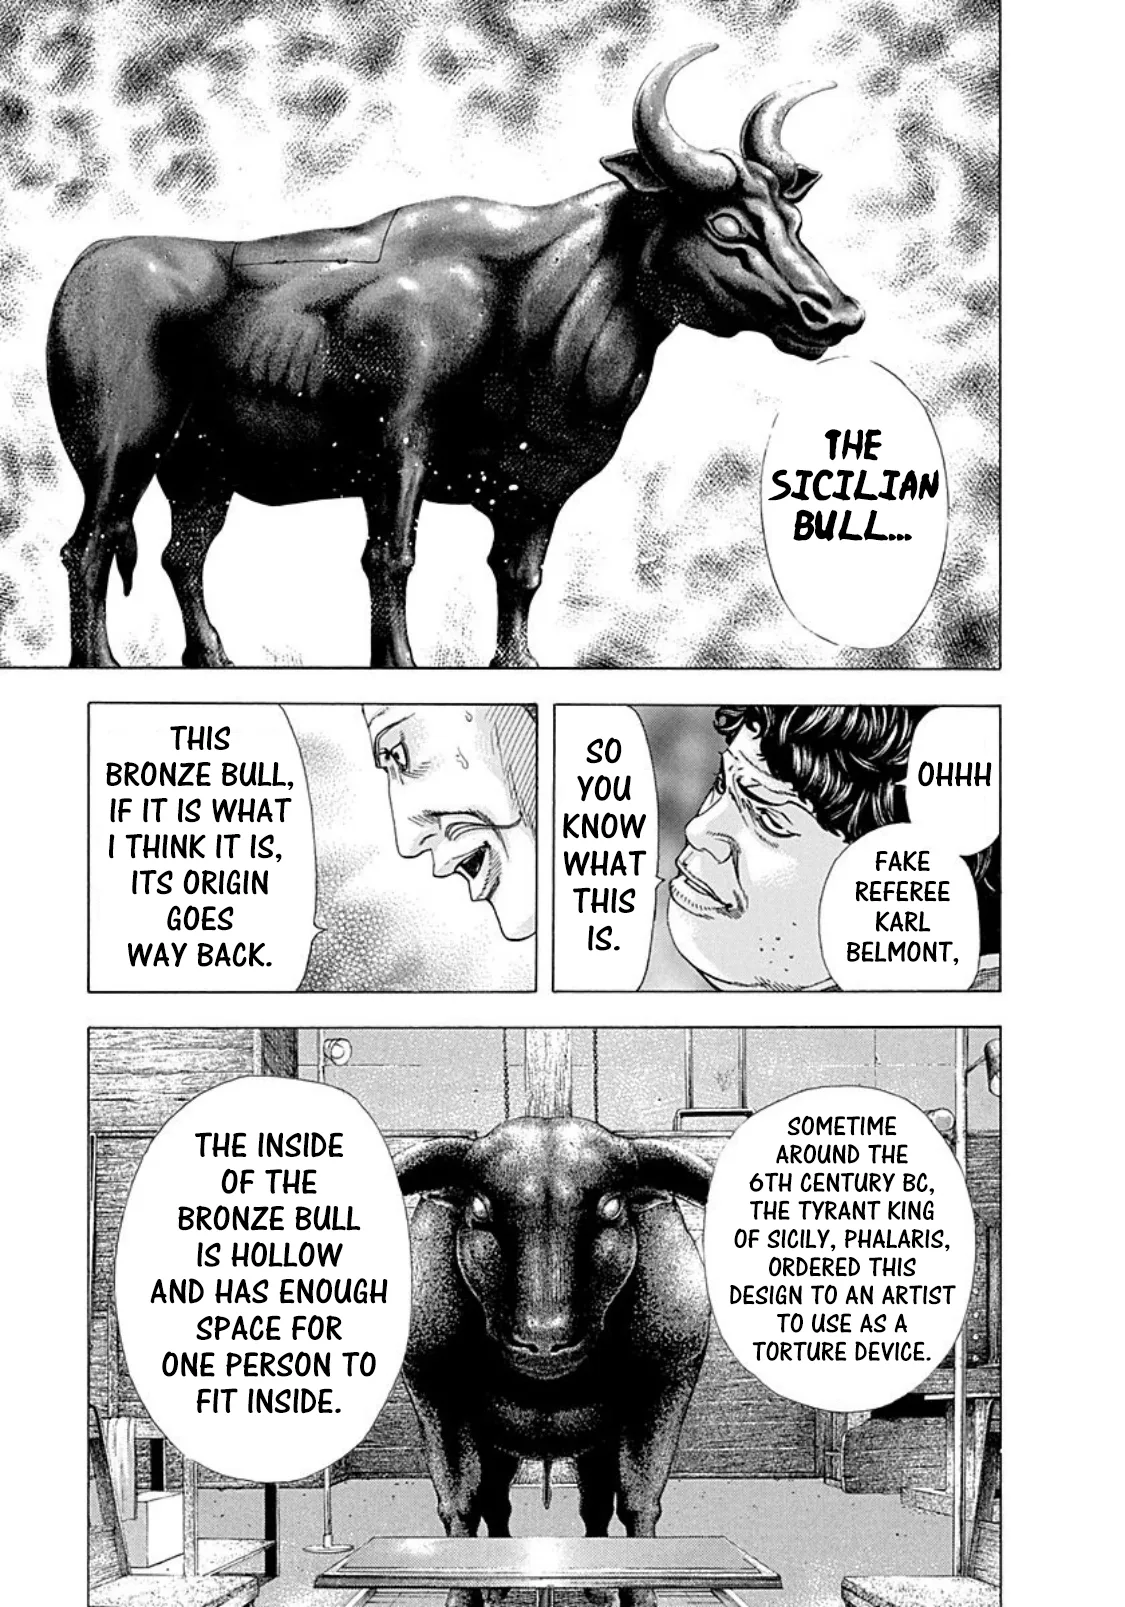 THE
SICILIAN
BULL...
OHHH
FAKE
REFEREE
KARL
BELMONT,
SO
YOU
KNOW
WHAT
THIS
IS.
THIS
BRONZE BULL,
IF IT IS WHAT
I THINK IT IS,
ITS ORIGIN
GOES
WAY BACK.
SOMETIME
AROUND THE
6TH CENTURY BC,
THE TYRANT KING
OF SICILY, PHALARIS,
ORDERED THIS
DESIGN TO AN ARTIST
TO USE AS A
TORTURE DEVICE.
THE INSIDE
OF THE
BRONZE BULL
IS HOLLOW
AND HAS ENOUGH
SPACE FOR
ONE PERSON TO
FIT INSIDE.